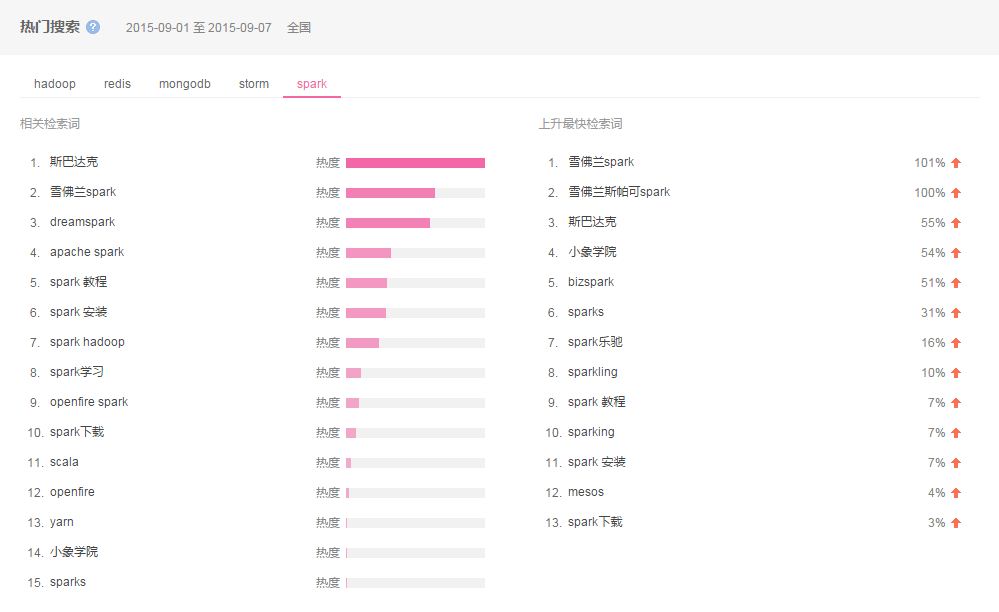 热门搜索 ? 2015-09-01 至 2015-09-07 全国
hadoop redis mongodb storm spark
相关检索词
1. 斯巴达克 热度
2. 雪佛兰spark 热度
3. dreamspark 热度
4. apache spark 热度
5. spark 教程 热度
6. spark 安装 热度
7. spark hadoop 热度
8. spark学习 热度
9. openfire spark 热度
10. spark下载 热度
11. scala 热度
12. openfire 热度
13. yarn 热度
14. 小象学院 热度
15. sparks 热度
上升最快检索词
1. 雪佛兰spark 101%
2. 雪佛兰斯帕可spark 100%
3. 斯巴达克 55%
4. 小象学院 54%
5. bizspark 51%
6. sparks 31%
7. spark乐驰 16%
8. sparkling 10%
9. spark 教程 7%
10. sparking 7%
11. spark 安装 7%
12. mesos 4%
13. spark下载 3%